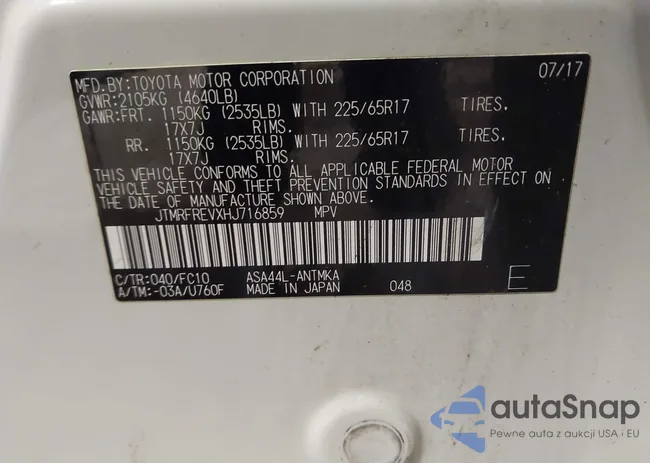 MFD.BY:TOYOTA MOTOR CORPORATION 07/17
GVWR:2105KG (4640LB)
GAWR:FRT. 1150KG (2535LB) WITH 225/65R17 TIRES.
17X7J RIMS.
RR. 1150KG (2535LB) WITH 225/65R17 TIRES.
17X7J RIMS.
THIS VEHICLE CONFORMS TO ALL APPLICABLE FEDERAL MOTOR
VEHICLE SAFETY AND THEFT PREVENTION STANDARDS IN EFFECT ON
THE DATE OF MANUFACTURE SHOWN ABOVE.
JTMRFREVXHJ716859 MPV
C/TR:040/FC10 ASA44L-ANTMKA
A/TM:-03A/U760F MADE IN JAPAN 048 E
autaSnap
Pewne auta z aukcji USA i EU